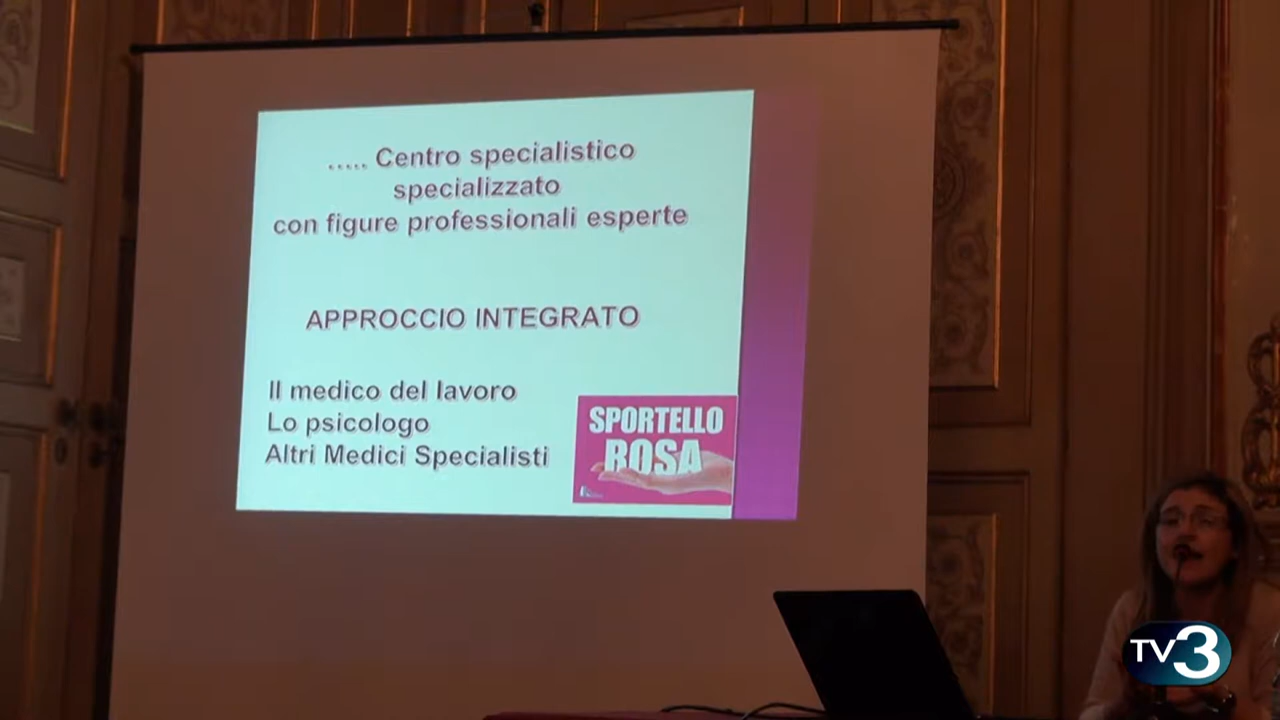 ..... Centro specialistico
specializzato
con figure professionali esperte
APPROCCIO INTEGRATO
Il medico del lavoro
Lo psicologo
Altri Medici Specialisti
SPORTELLO
ROSA
TV3